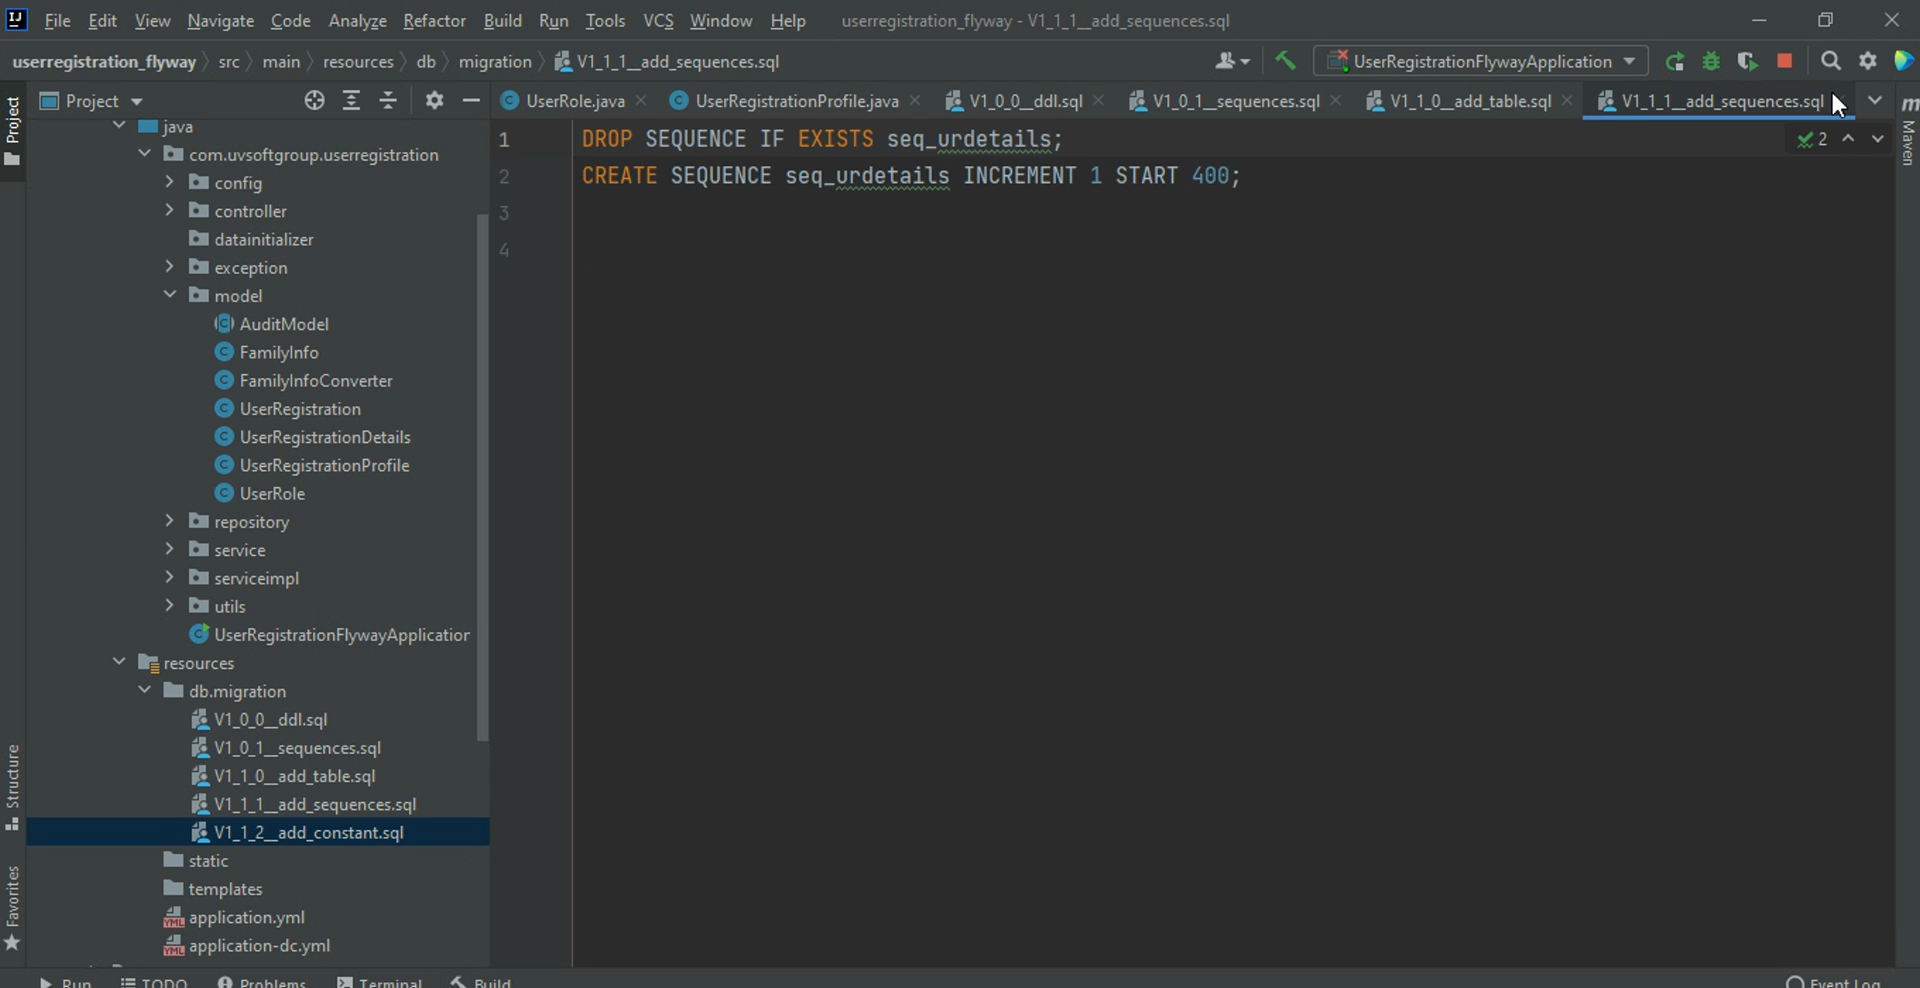 IJ File Edit View Navigate Code Analyze Refactor Build Run Tools VCS Window Help userregistration_flyway - V1_1_1__add_sequences.sql
userregistration_flyway src main resources db migration V1_1_1__add_sequences.sql UserRegistrationFlywayApplication
Project
UserRole.java UserRegistrationProfile.java V1_0_0__ddl.sql V1_0_1__sequences.sql V1_1_0__add_table.sql V1_1_1__add_sequences.sql
Project
java
com.uvsoftgroup.userregistration
config
controller
datainitializer
exception
model
AuditModel
FamilyInfo
FamilyInfoConverter
UserRegistration
UserRegistrationDetails
UserRegistrationProfile
UserRole
repository
service
serviceimpl
utils
UserRegistrationFlywayApplication
resources
db.migration
V1_0_0__ddl.sql
V1_0_1__sequences.sql
V1_1_0__add_table.sql
V1_1_1__add_sequences.sql
V1_1_2__add_constant.sql
static
templates
application.yml
application-dc.yml
1 DROP SEQUENCE IF EXISTS seq_urdetails;
2 CREATE SEQUENCE seq_urdetails INCREMENT 1 START 400;
3
4
2
m Maven
Structure
Favorites
Run TODO Problems Terminal Build Event Log